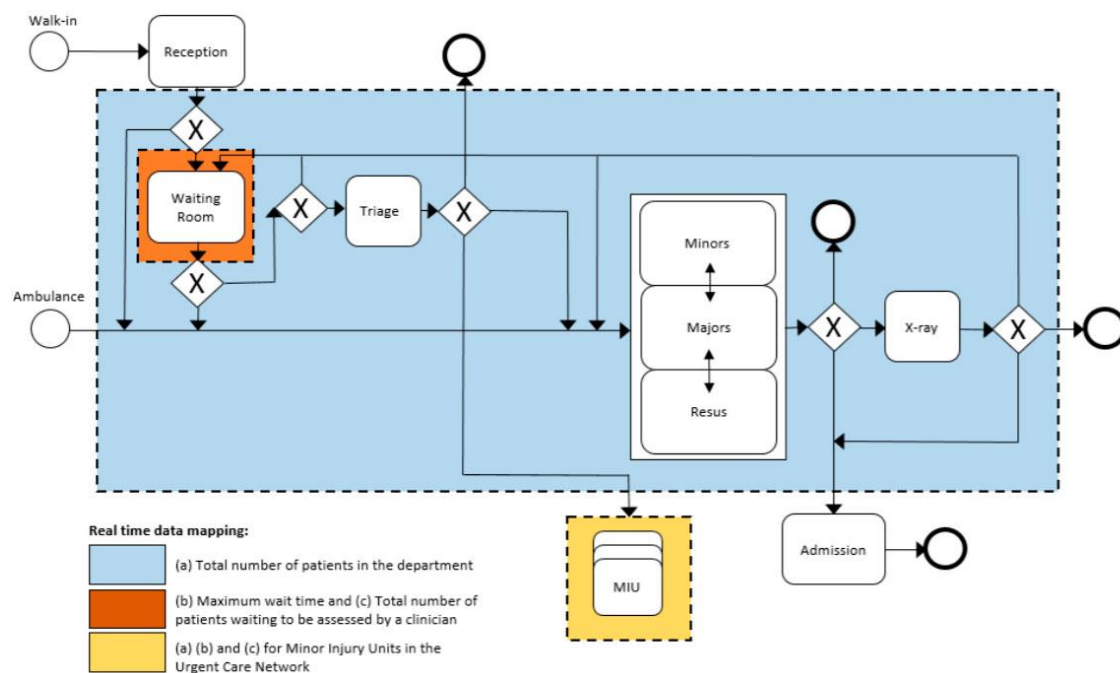 Walk-in
Reception
X
Waiting
Room
X
X
Triage
X
Ambulance
Minors
Majors
Resus
X
X-ray
X
Admission
MIU
Real time data mapping:
(a) Total number of patients in the department
(b) Maximum wait time and (c) Total number of
patients waiting to be assessed by a clinician
(a) (b) and (c) for Minor Injury Units in the
Urgent Care Network